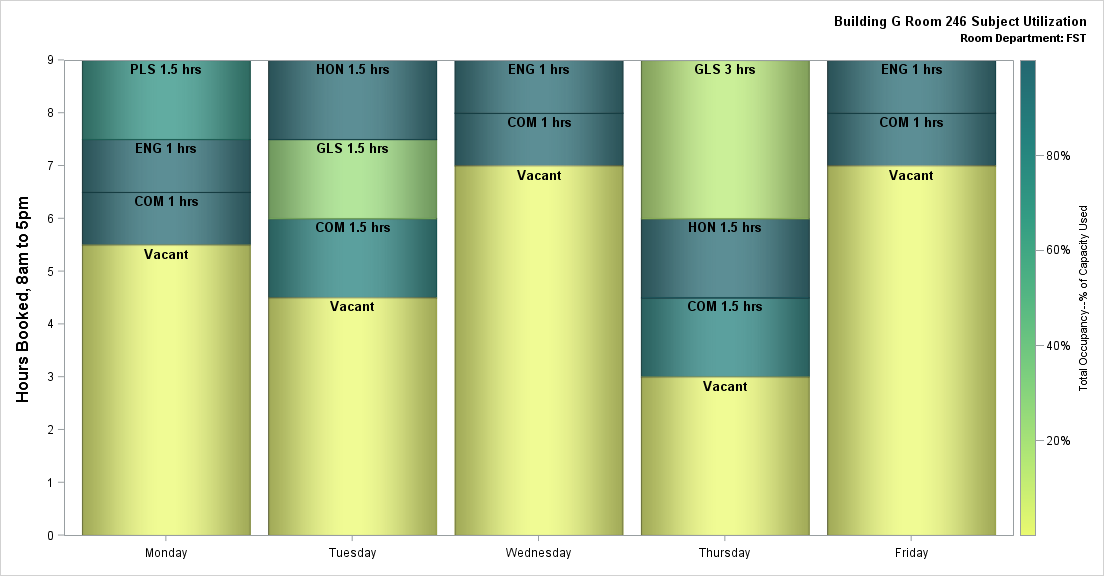 Building G Room 246 Subject Utilization
Room Department: FST
Hours Booked, 8am to 5pm
9
8
7
6
5
4
3
2
1
0
PLS 1.5 hrs
ENG 1 hrs
COM 1 hrs
Vacant
Monday
HON 1.5 hrs
GLS 1.5 hrs
COM 1.5 hrs
Vacant
Tuesday
ENG 1 hrs
COM 1 hrs
Vacant
Wednesday
GLS 3 hrs
HON 1.5 hrs
COM 1.5 hrs
Vacant
Thursday
ENG 1 hrs
COM 1 hrs
Vacant
Friday
80%
60%
40%
20%
Total Occupancy--% of Capacity Used